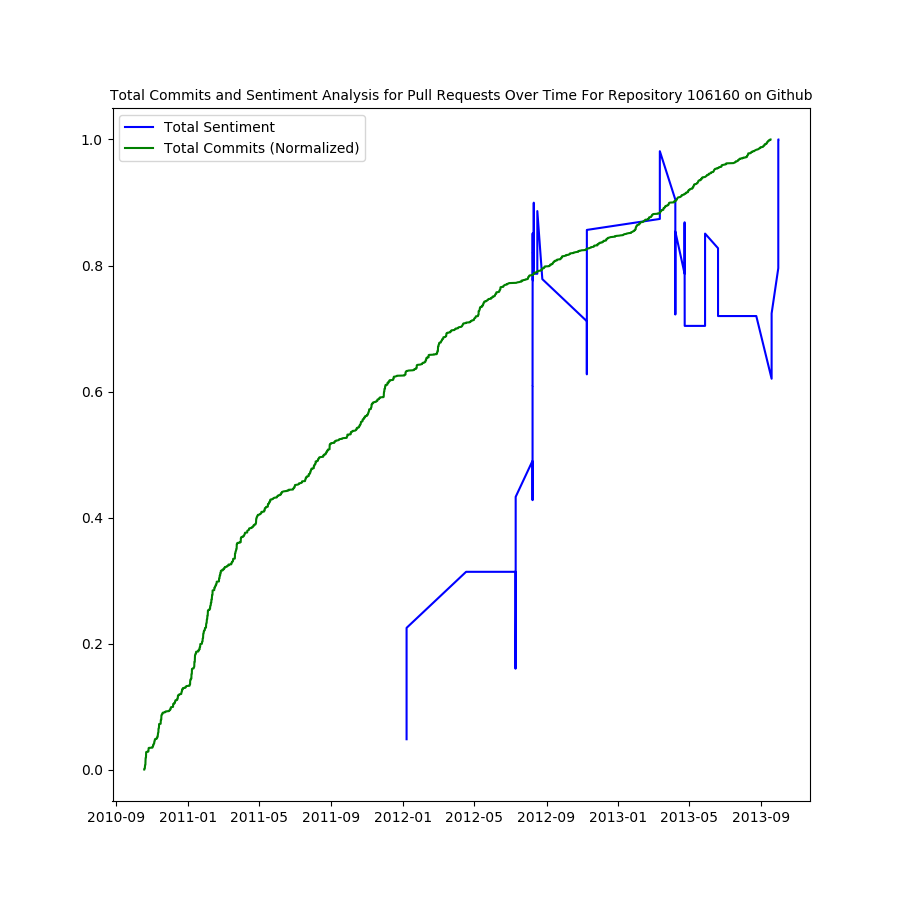 Total Commits and Sentiment Analysis for Pull Requests Over Time For Repository 106160 on Github
Total Sentiment
Total Commits (Normalized)
1.0
0.8
0.6
0.4
0.2
0.0
2010-09 2011-01 2011-05 2011-09 2012-01 2012-05 2012-09 2013-01 2013-05 2013-09